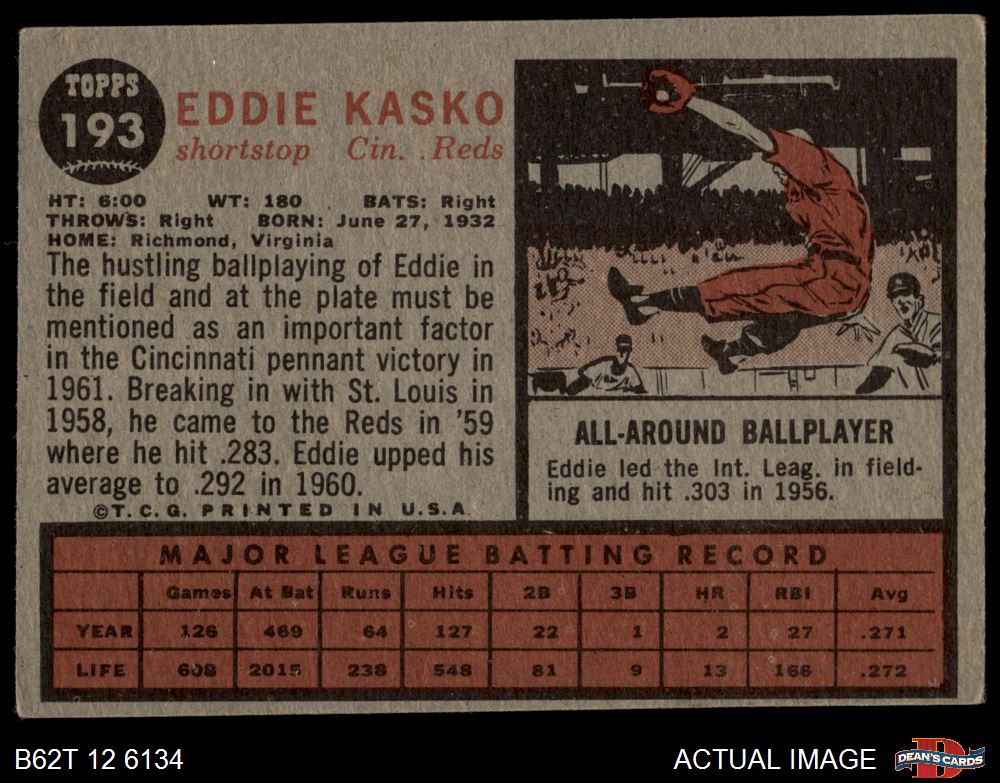 TOPPS
193
EDDIE KASKO
shortstop Cin. . Reds
HT: 6:00 WT: 180 BATS: Right
THROWS: Right BORN: June 27, 1932
HOME: Richmond, Virginia
The hustling ballplaying of Eddie in
the field and at the plate must be
mentioned as an important factor
in the Cincinnati pennant victory in
1961. Breaking in with St. Louis in
1958, he came to the Reds in '59
where he hit .283. Eddie upped his
average to .292 in 1960.
©T.C.G. PRINTED IN U.S.A.
ALL-AROUND BALLPLAYER
Eddie led the Int. Leag. in field-
ing and hit .303 in 1956.
MAJOR LEAGUE BATTING RECORD
Games At Bat Runs Hits 2B 3B HR RBI Avg
YEAR 126 469 64 127 22 1 2 27 .271
LIFE 608 2015 238 548 81 9 13 166 .272
B62T 12 6134
ACTUAL IMAGE
D
DEAN'S CARDS